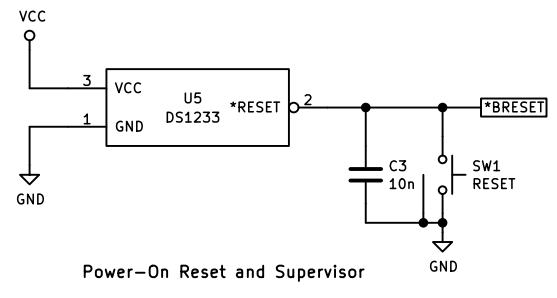 VCC
3
VCC
U5
DS1233
*RESET
2
*BRESET
1
GND
C3
10n
SW1
RESET
GND
GND
Power-On Reset and Supervisor